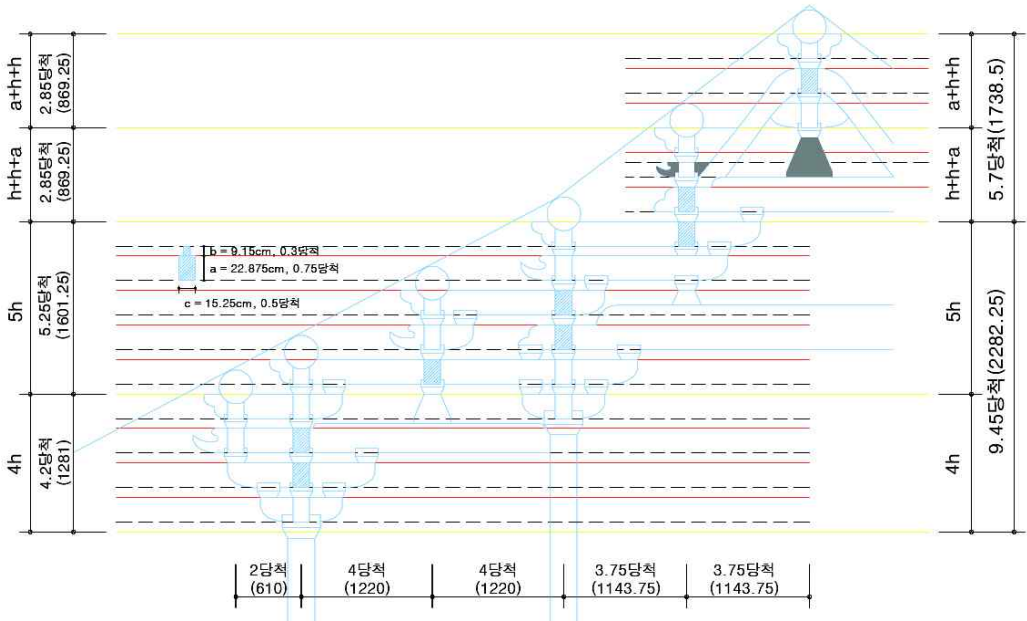 a+h+h
2.85당척
(869.25)
h+h+a
2.85당척
(869.25)
5h
5.25당척
(1601.25)
4h
4.2당척
(1281)
b = 9.15cm, 0.3당척
a = 22.875cm, 0.75당척
c = 15.25cm, 0.5당척
a+h+h
h+h+a
5.7당척(1738.5)
5h
4h
9.45당척(2282.25)
2당척
(610)
4당척
(1220)
4당척
(1220)
3.75당척
(1143.75)
3.75당척
(1143.75)